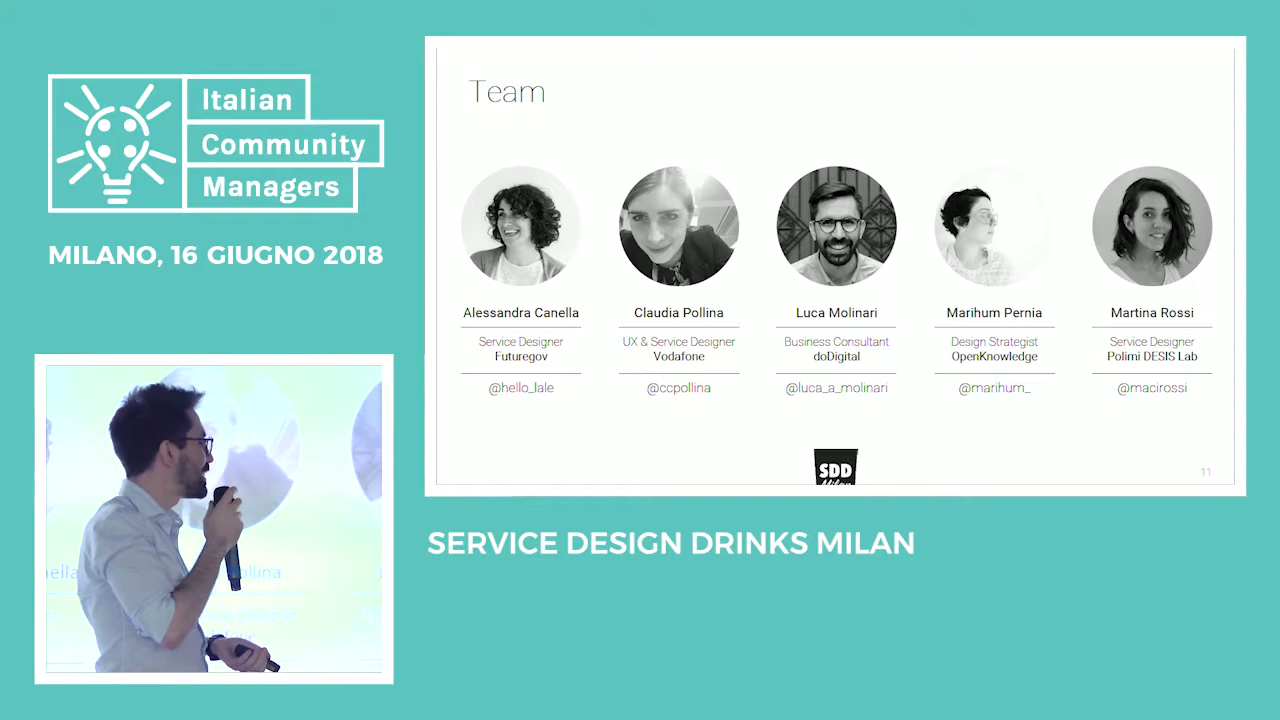 Italian
Community
Managers
MILANO, 16 GIUGNO 2018
Team
Alessandra Canella
Service Designer
Futuregov
@hello_lale
Claudia Pollina
UX & Service Designer
Vodafone
@ccpollina
Luca Molinari
Business Consultant
doDigital
@luca_a_molinari
Marihum Pernia
Design Strategist
OpenKnowledge
@marihum_
Martina Rossi
Service Designer
Polimi DESIS Lab
@macirossi
SDD
Milan
11
SERVICE DESIGN DRINKS MILAN